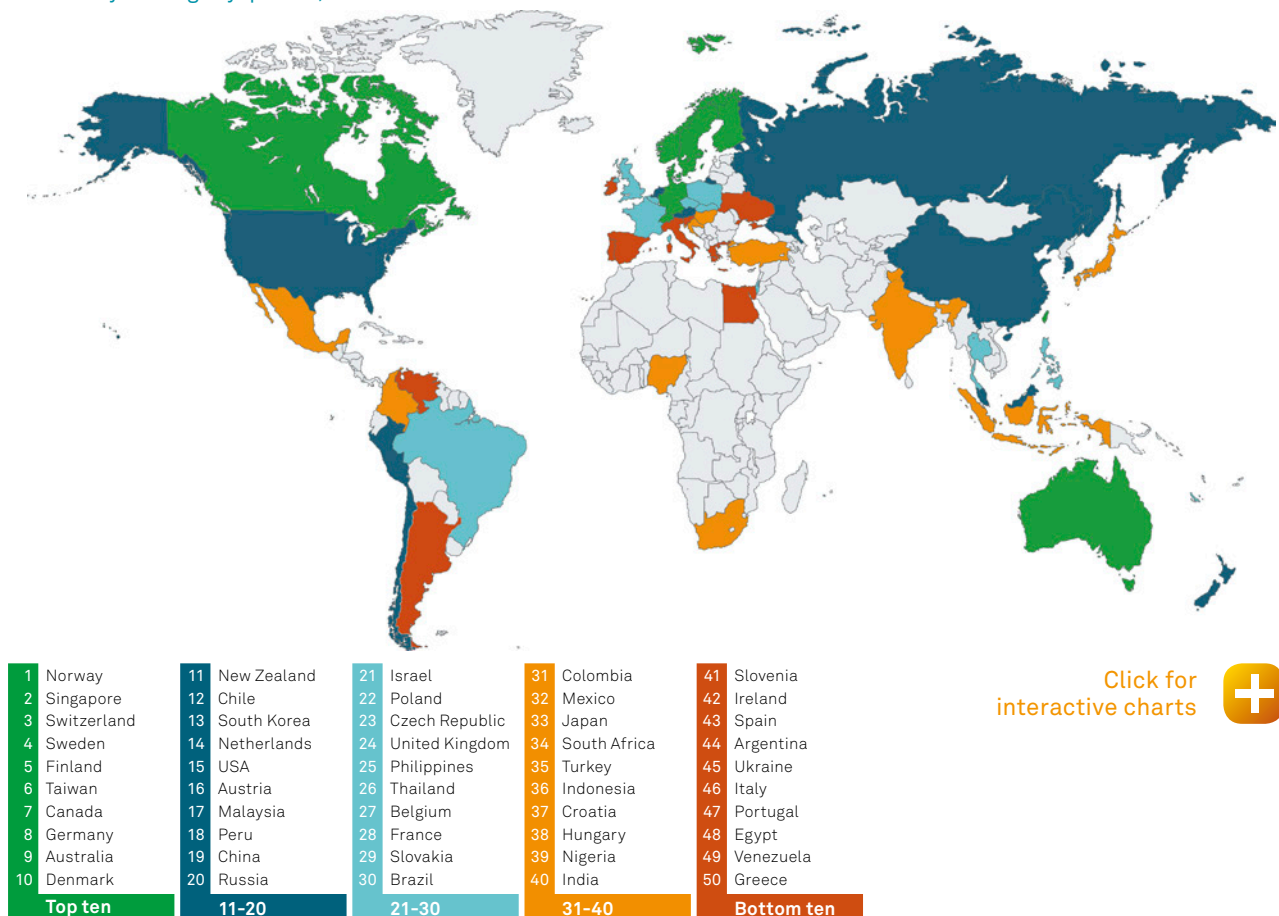 Click for
interactive charts
1 Norway
2 Singapore
3 Switzerland
4 Sweden
5 Finland
6 Taiwan
7 Canada
8 Germany
9 Australia
10 Denmark
Top ten
11 New Zealand
12 Chile
13 South Korea
14 Netherlands
15 USA
16 Austria
17 Malaysia
18 Peru
19 China
20 Russia
11-20
21 Israel
22 Poland
23 Czech Republic
24 United Kingdom
25 Philippines
26 Thailand
27 Belgium
28 France
29 Slovakia
30 Brazil
21-30
31 Colombia
32 Mexico
33 Japan
34 South Africa
35 Turkey
36 Indonesia
37 Croatia
38 Hungary
39 Nigeria
40 India
31-40
41 Slovenia
42 Ireland
43 Spain
44 Argentina
45 Ukraine
46 Italy
47 Portugal
48 Egypt
49 Venezuela
50 Greece
Bottom ten